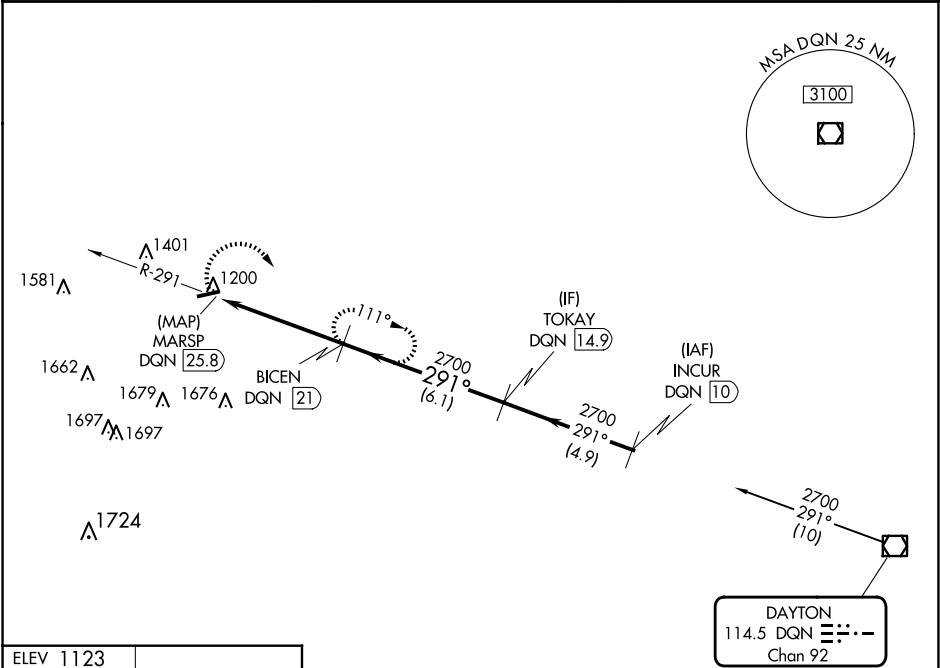 MSA DQN 25 NM
3100
1401
R-291
1581
1200
(MAP)
MARSP
DQN 25.8
111°
(IF)
TOKAY
DQN 14.9
(IAF)
INCUR
DQN 10
1662
BICEN
DQN 21
2700
291°
(6.1)
1679
1676
2700
291°
(4.9)
1697
1697
1724
2700
291°
(10)
DAYTON
114.5 DQN
Chan 92
ELEV 1123